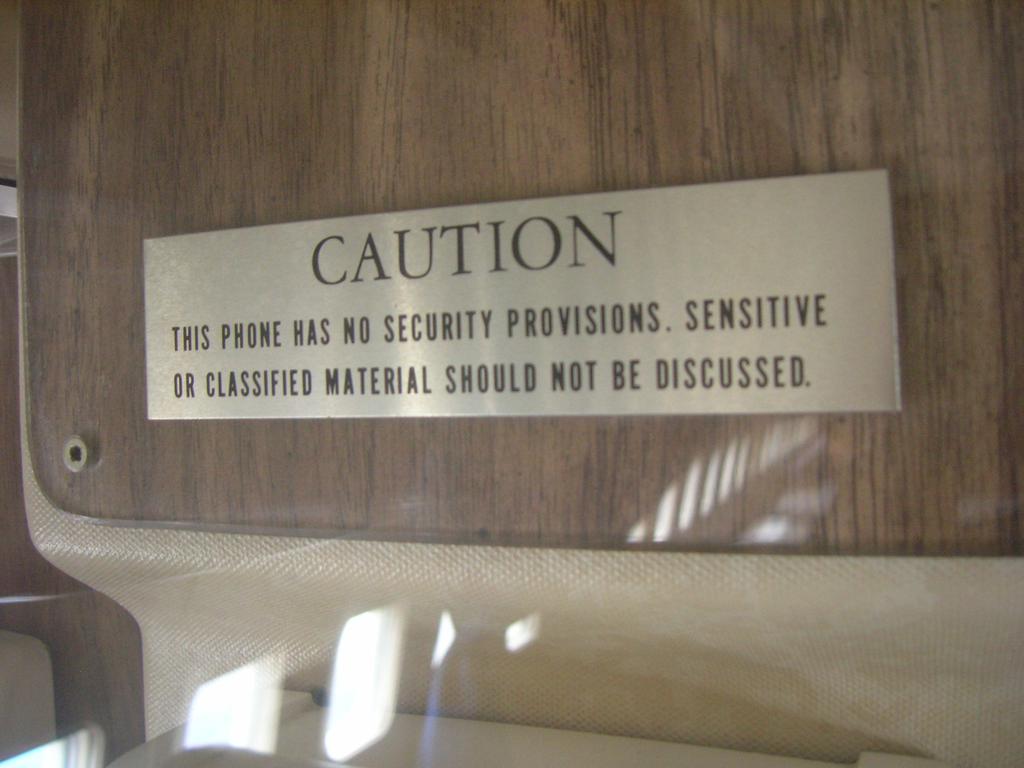 CAUTION
THIS PHONE HAS NO SECURITY PROVISIONS. SENSITIVE
OR CLASSIFIED MATERIAL SHOULD NOT BE DISCUSSED.